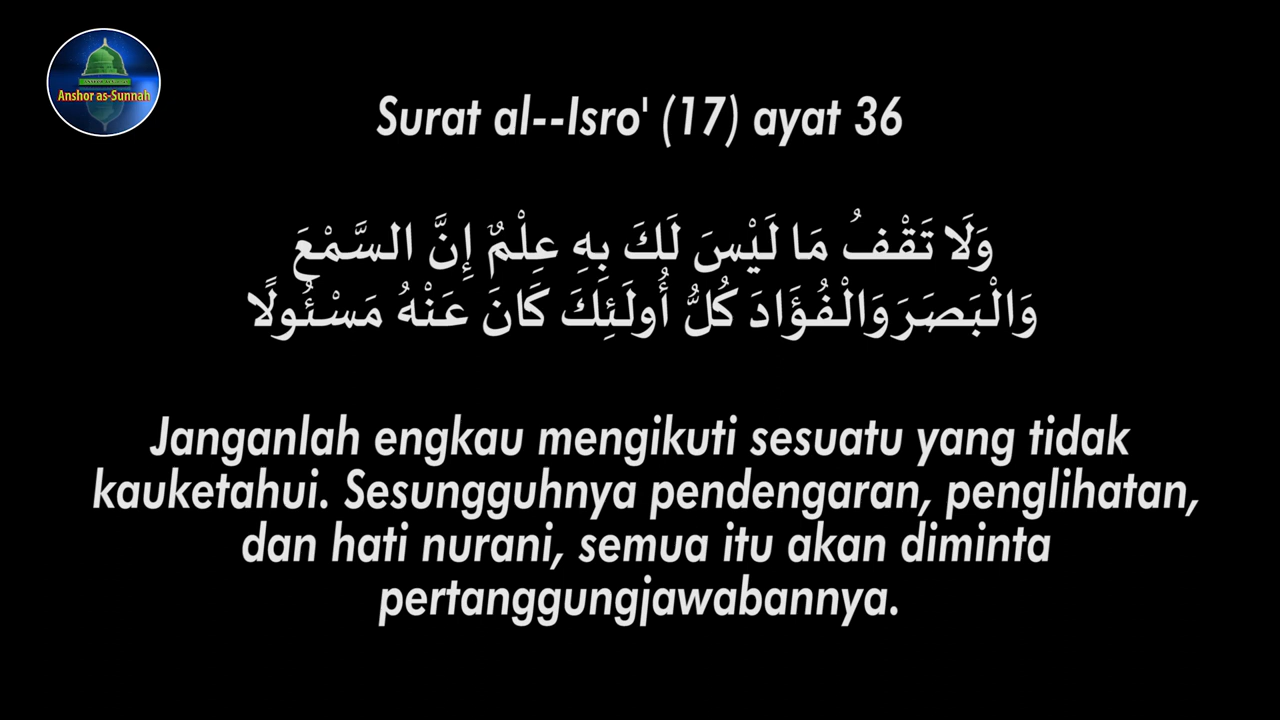 Anshor as-Sunnah
Surat al--Isro' (17) ayat 36
وَلَا تَقْفُ مَا لَيْسَ لَكَ بِهِ عِلْمٌ إِنَّ السَّمْعَ
وَالْبَصَرَ وَالْفُؤَادَ كُلُّ أُولَئِكَ كَانَ عَنْهُ مَسْئُولًا
Janganlah engkau mengikuti sesuatu yang tidak
kauketahui. Sesungguhnya pendengaran, penglihatan,
dan hati nurani, semua itu akan diminta
pertanggungjawabannya.